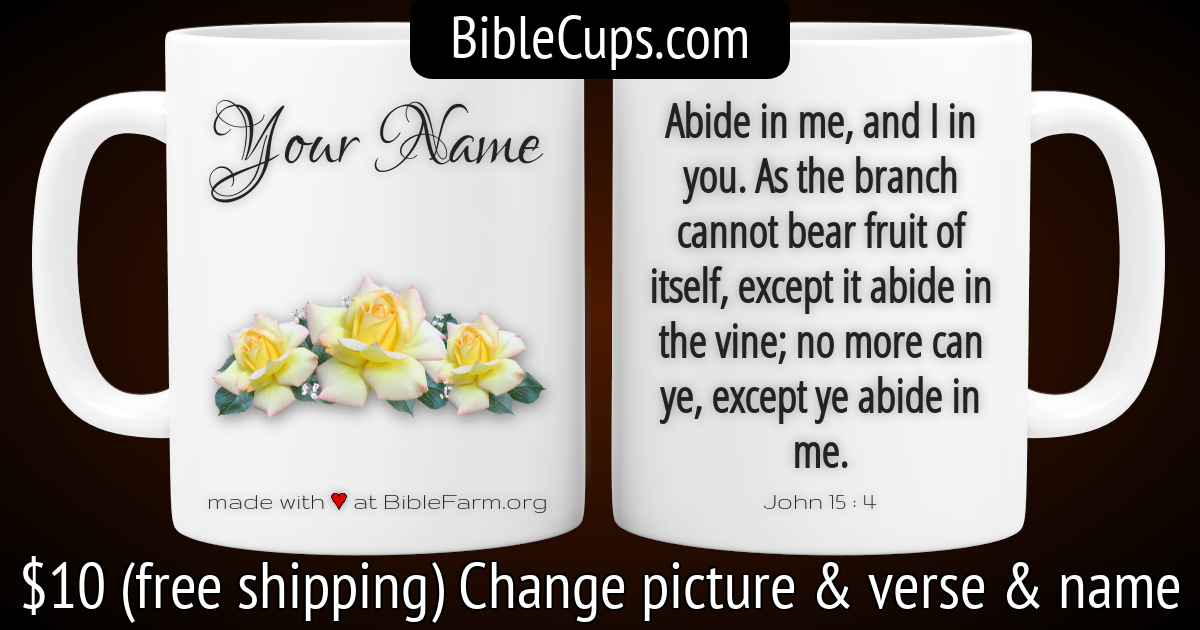 BibleCups.com
Your Name
made with ♥ at BibleFarm.org
Abide in me, and I in
you. As the branch
cannot bear fruit of
itself, except it abide in
the vine; no more can
ye, except ye abide in
me.
John 15 : 4
$10 (free shipping) Change picture & verse & name